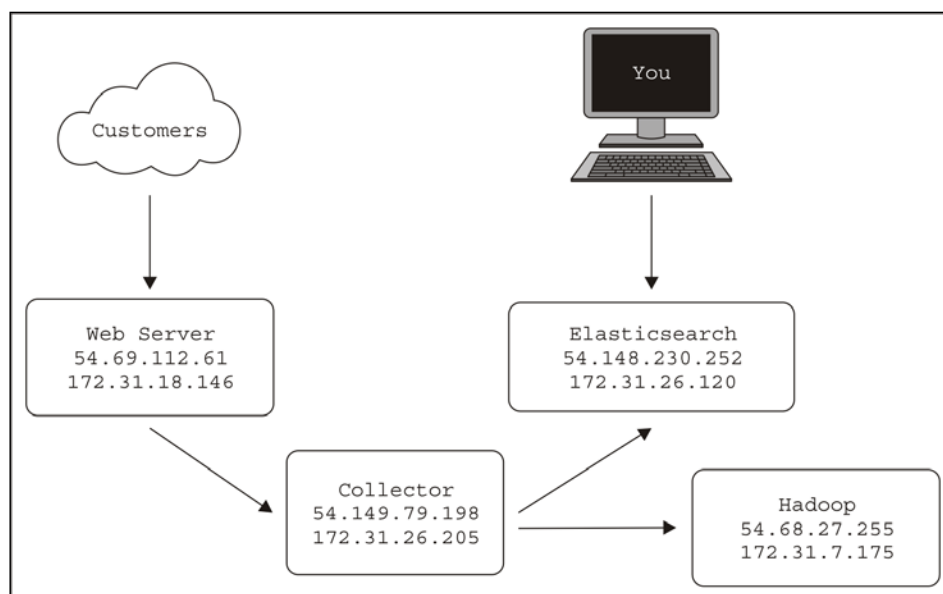 Customers
You
Web Server
54.69.112.61
172.31.18.146
Elasticsearch
54.148.230.252
172.31.26.120
Collector
54.149.79.198
172.31.26.205
Hadoop
54.68.27.255
172.31.7.175